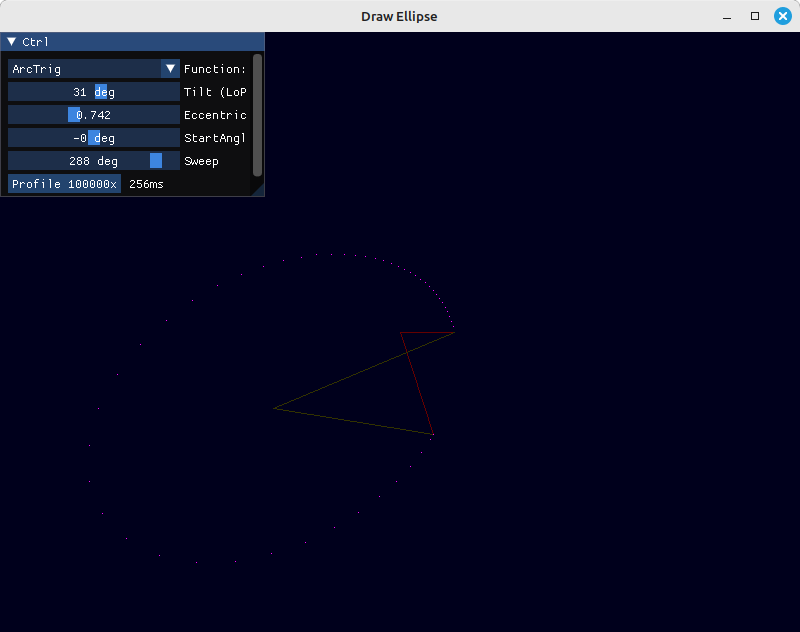 Draw Ellipse
Ctrl
ArcTrig Function:
31 deg Tilt (LoP
0.742 Eccentric
-0 deg StartAngl
288 deg Sweep
Profile 100000x 256ms